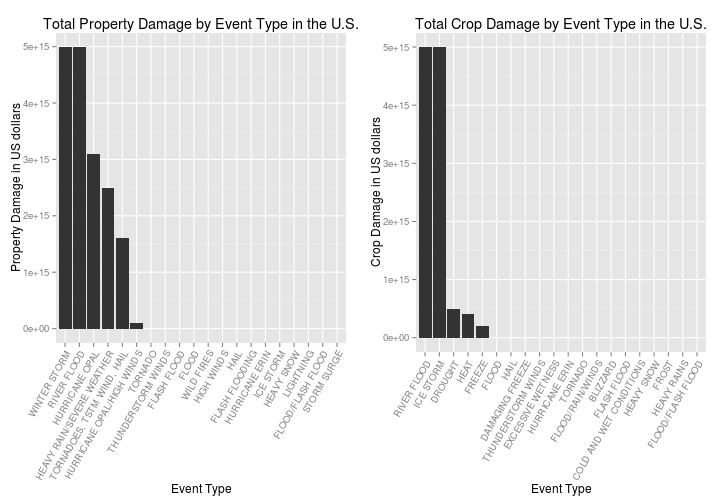 Total Property Damage by Event Type in the U.S.
Property Damage in US dollars
5e+15
4e+15
3e+15
2e+15
1e+15
0e+00
WINTER STORM
RIVER FLOOD
HURRICANE OPAL
HEAVY RAIN/SEVERE WEATHER
TORNADOES, TSTM WIND, HAIL
HURRICANE OPAL/HIGH WINDS
TORNADO
THUNDERSTORM WINDS
FLASH FLOOD
FLOOD
WILD FIRES
HIGH WINDS
HAIL
FLASH FLOODING
HURRICANE ERIN
ICE STORM
HEAVY SNOW
LIGHTNING
FLOOD/FLASH FLOOD
STORM SURGE
Event Type
Total Crop Damage by Event Type in the U.S.
Crop Damage in US dollars
5e+15
4e+15
3e+15
2e+15
1e+15
0e+00
RIVER FLOOD
ICE STORM
DROUGHT
HEAT
FREEZE
FLOOD
HAIL
DAMAGING FREEZE
THUNDERSTORM WINDS
EXCESSIVE WETNESS
HURRICANE ERIN
TORNADO
FLOOD/RAIN/WINDS
BLIZZARD
FLASH FLOOD
COLD AND WET CONDITIONS
HEAVY SNOW
FROST
HEAVY RAINS
FLOOD/FLASH FLOOD
Event Type